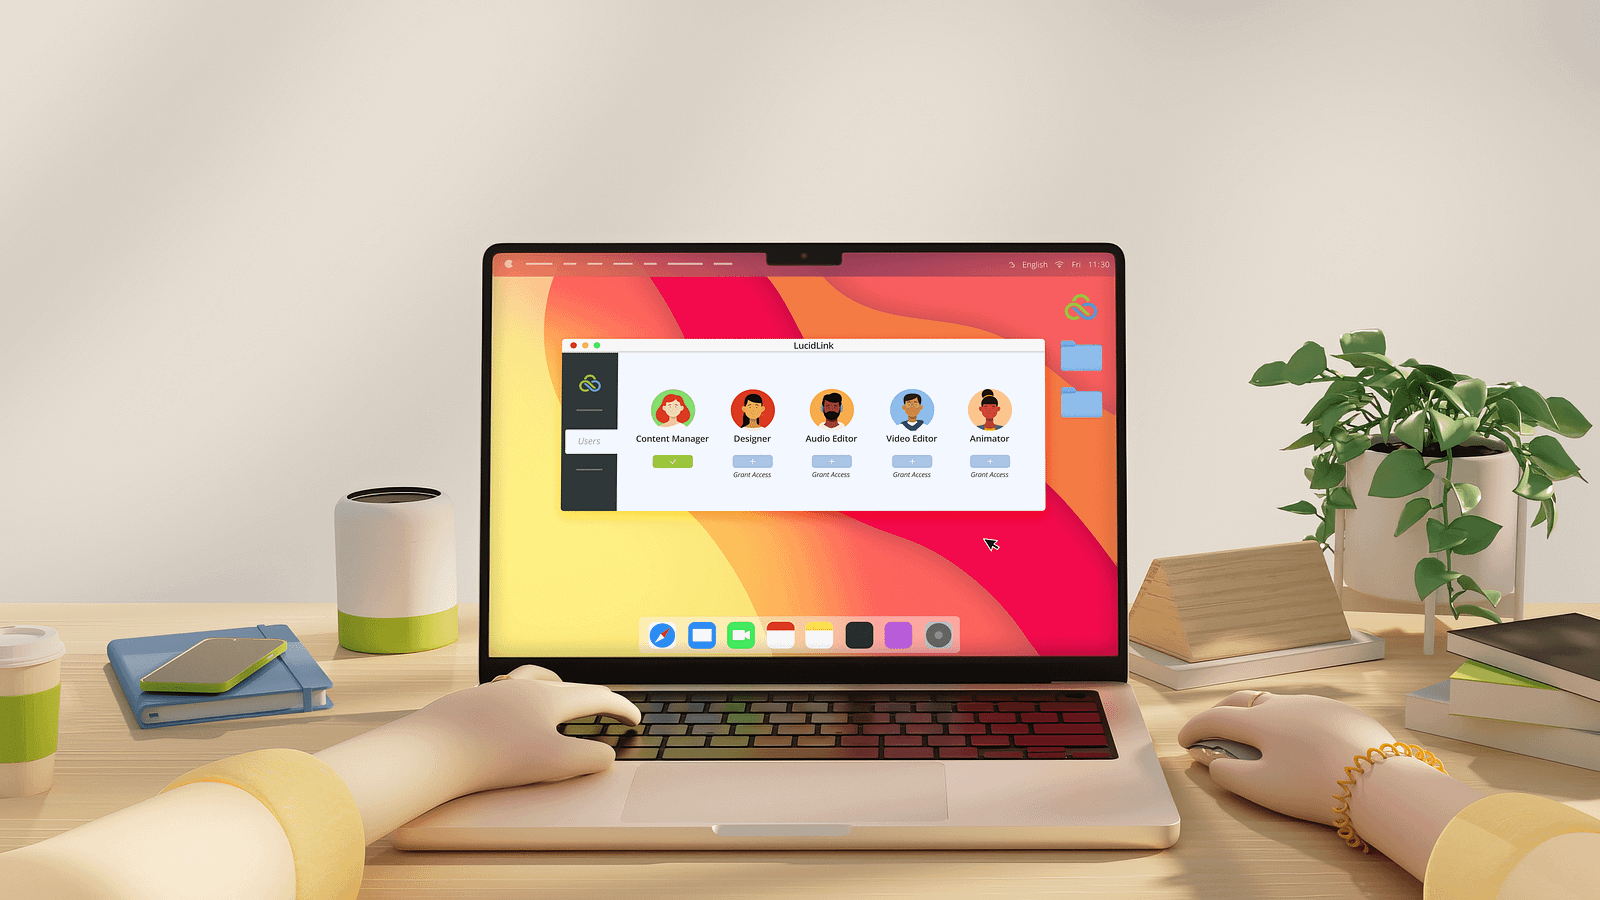 English Fri 11:30
LucidLink
Users
Content Manager Designer Audio Editor Video Editor Animator
Grant Access Grant Access Grant Access Grant Access